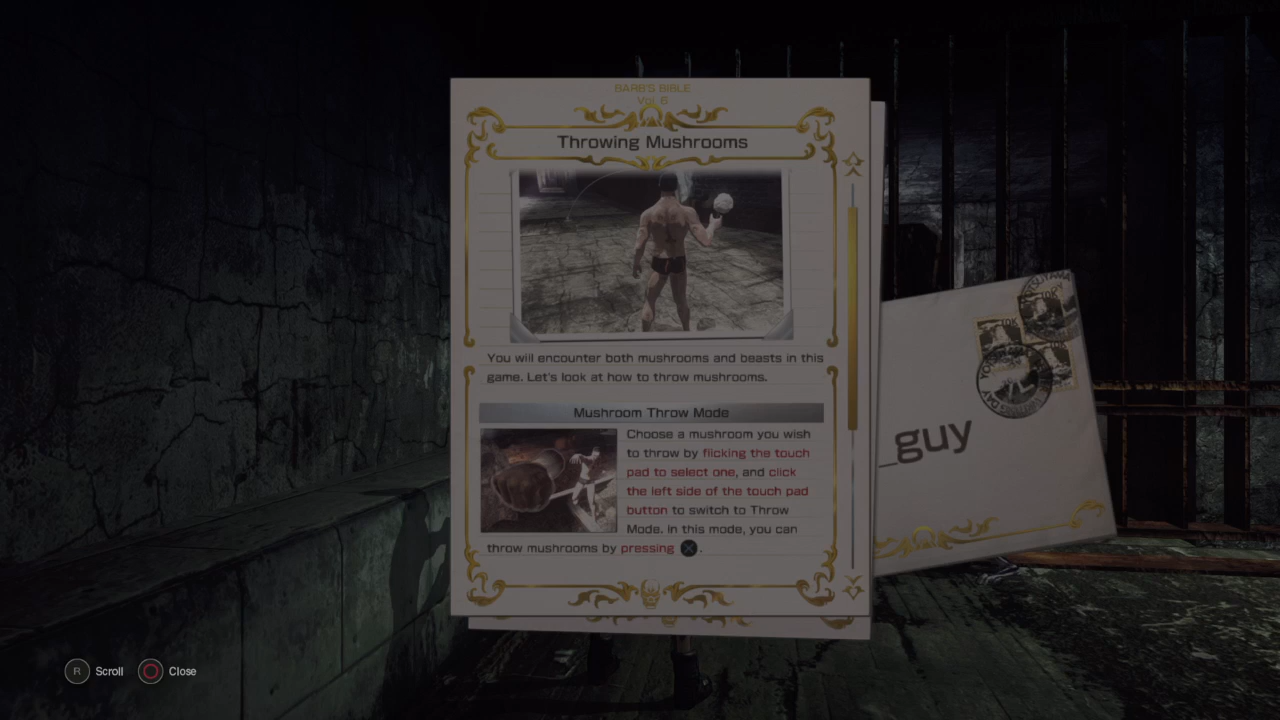 BARB'S BIBLE
Vol. 6
Throwing Mushrooms
You will encounter both mushrooms and beasts in this
game. Let's look at how to throw mushrooms.
Mushroom Throw Mode
Choose a mushroom you wish
to throw by flicking the touch
pad to select one, and click
the left side of the touch pad
button to switch to Throw
Mode. In this mode, you can
throw mushrooms by pressing .
_guy
R Scroll Close